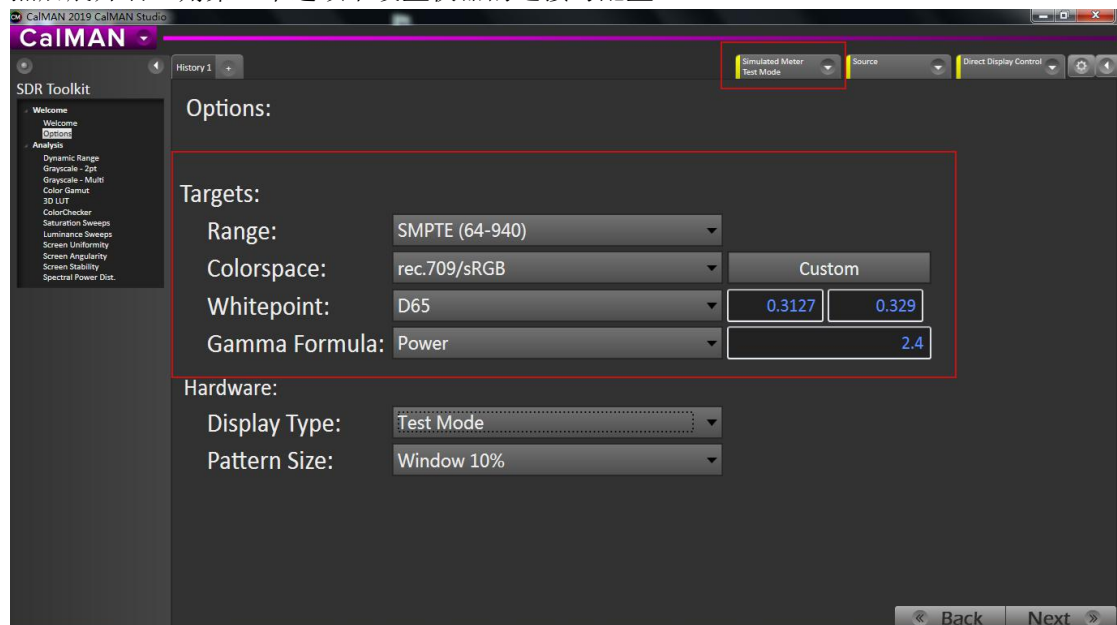 CalMAN 2019 CalMAN Studio
CalMAN
History 1 +
Simulated Meter
Test Mode
Source
Direct Display Control
SDR Toolkit
Welcome
Welcome
Options
Analysis
Dynamic Range
Grayscale - 2pt
Grayscale - Multi
Color Gamut
3D LUT
ColorChecker
Saturation Sweeps
Luminance Sweeps
Screen Uniformity
Screen Angularity
Screen Stability
Spectral Power Dist.
Options:
Targets:
Range: SMPTE (64-940)
Colorspace: rec.709/sRGB Custom
Whitepoint: D65 0.3127 0.329
Gamma Formula: Power 2.4
Hardware:
Display Type: Test Mode
Pattern Size: Window 10%
Back Next